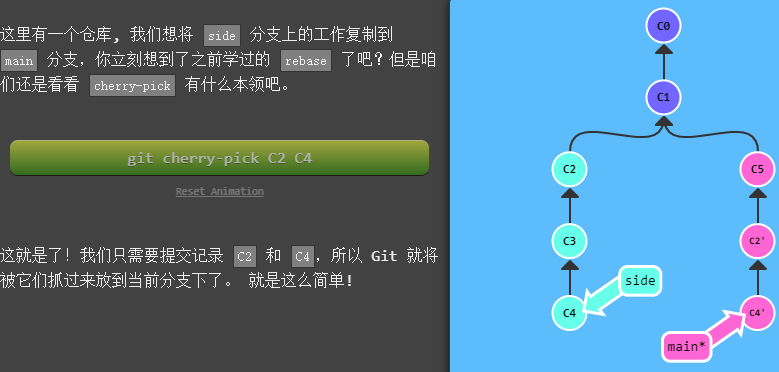 这里有一个仓库, 我们想将 side 分支上的工作复制到
main 分支，你立刻想到了之前学过的 rebase 了吧？但是咱
们还是看看 cherry-pick 有什么本领吧。
git cherry-pick C2 C4
Reset Animation
这就是了！我们只需要提交记录 C2 和 C4，所以 Git 就将
被它们抓过来放到当前分支下了。 就是这么简单!
C0
C1
C2
C5
C3
C2'
side
C4
C4'
main*